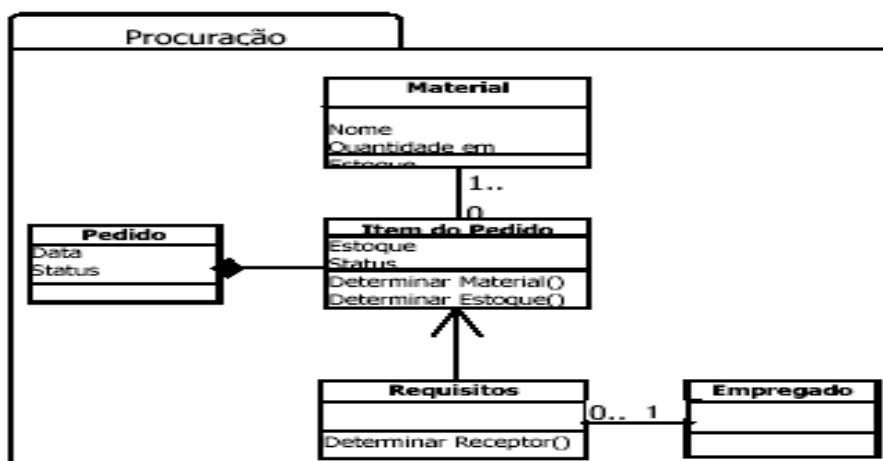 Procuração
Material
Nome
Quantidade em
Estoque
1..
0
Pedido
Data
Status
Item do Pedido
Estoque
Status
Determinar Material()
Determinar Estoque()
Requisitos
Determinar Receptor()
0.. 1
Empregado